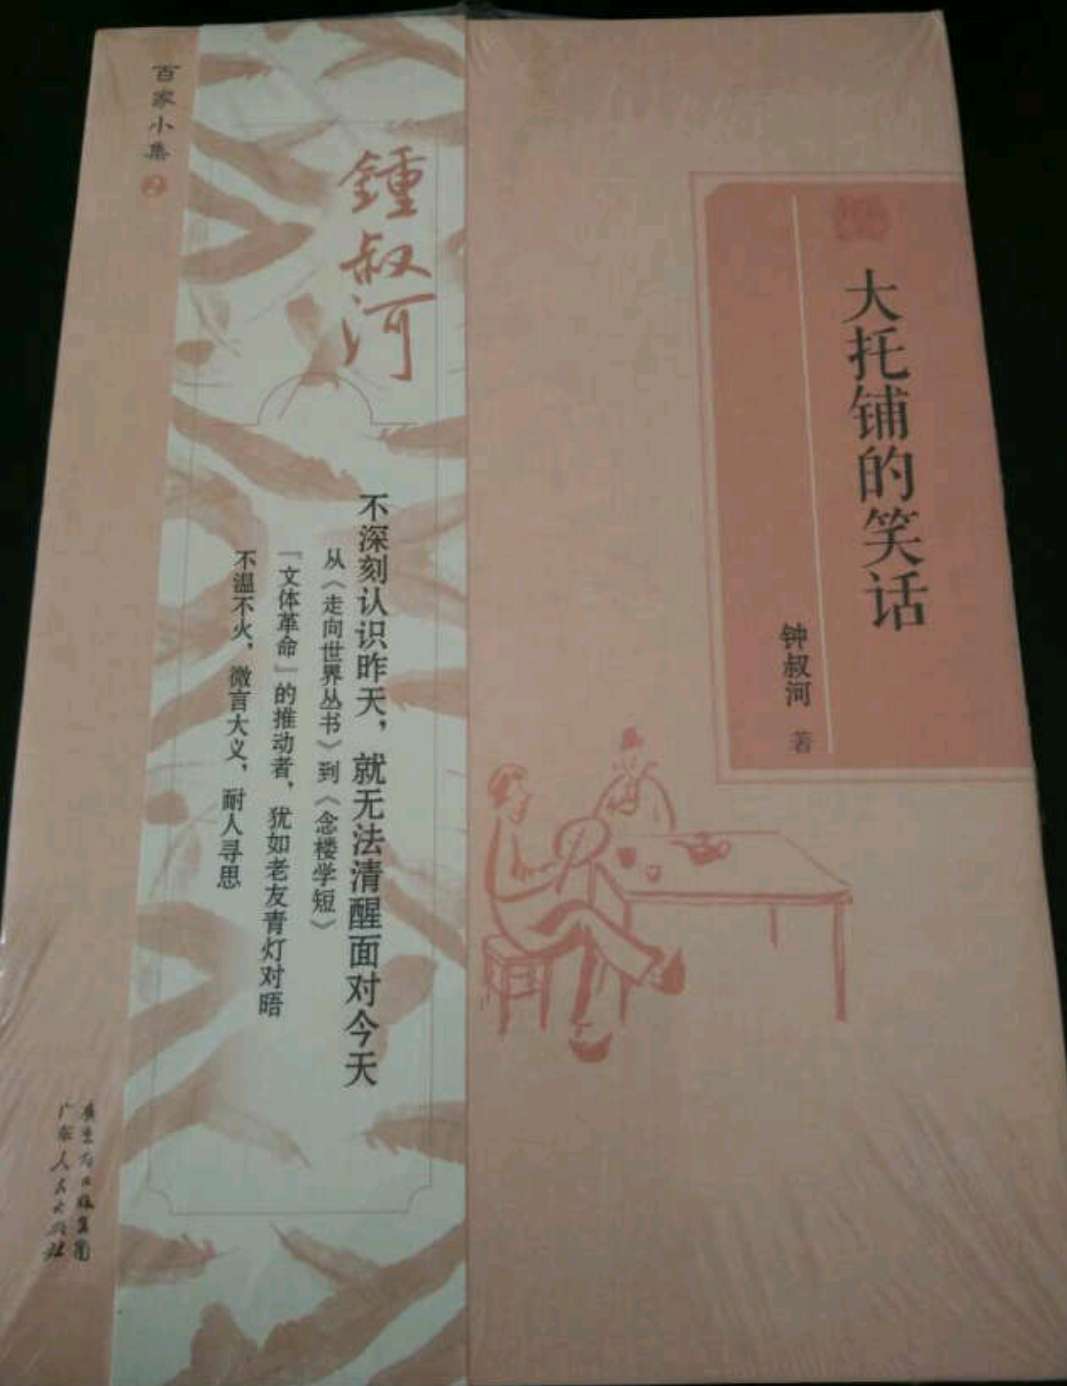 大托铺的笑话
钟叔河 著
鍾叔河
不深刻认识昨天，就无法清醒面对今天
从《走向世界丛书》到《念楼学短》
「文体革命」的推动者，犹如老友青灯对晤
不温不火，微言大义，耐人寻思
百家小集
2
广东人民出版社